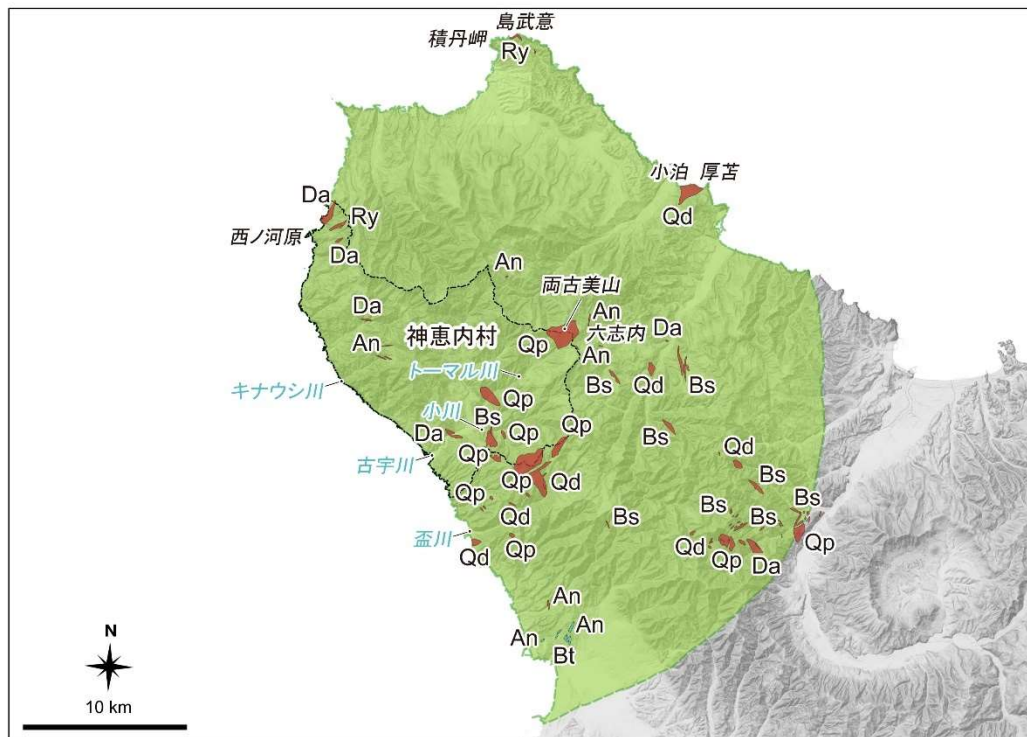 島武意
積丹岬
Ry
小泊 厚苫
Qd
Da
Ry
西ノ河原
Da
An
両古美山
Da
An
六志内
Da
神恵内村
Qp
An
An
トーマル川
Bs
Qd
Bs
キナウシ川
Qp
小川
Bs
Qp
Qp
Da
Bs
Qd
古宇川
Qp
Qp
Qd
Bs
Qp
Bs
Bs
Bs
Qd
Bs
盃川
Qd
Qp
Qd
Qp
Da
Qp
An
An
An
Bt
N
10 km